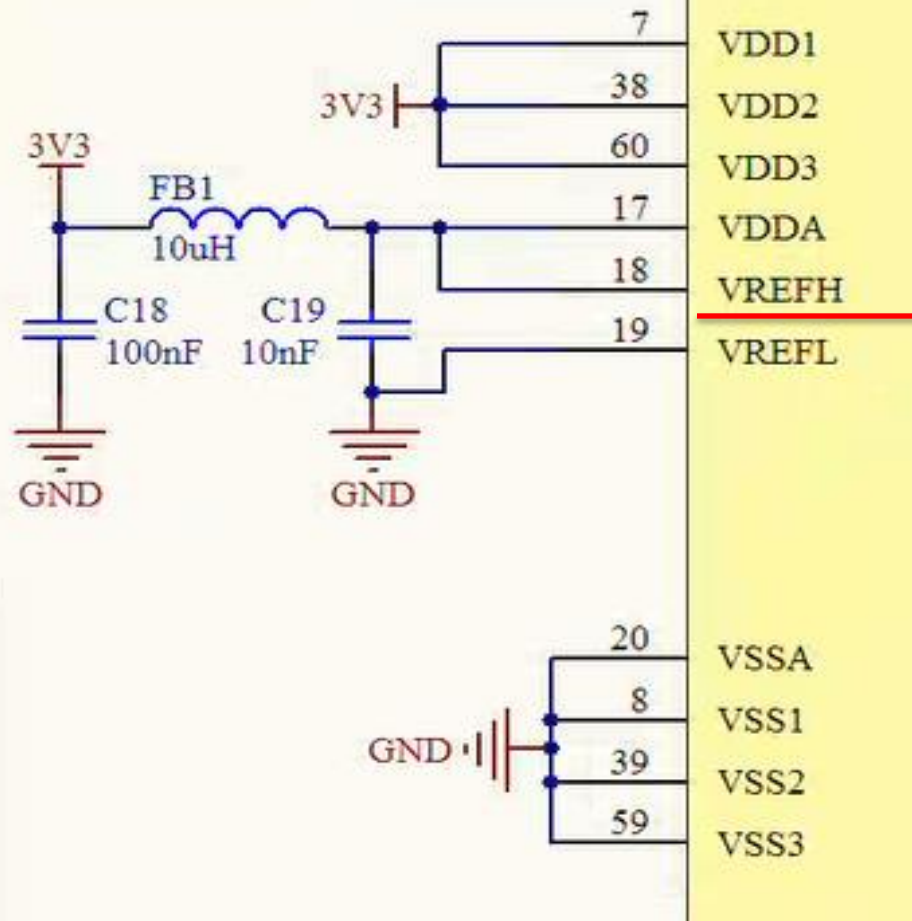 7
VDD1
38
VDD2
3V3
60
VDD3
3V3
FB1
17
VDDA
10uH
18
VREFH
C18
C19
19
100nF
10nF
VREFL
GND
GND
20
VSSA
8
VSS1
GND
39
VSS2
59
VSS3